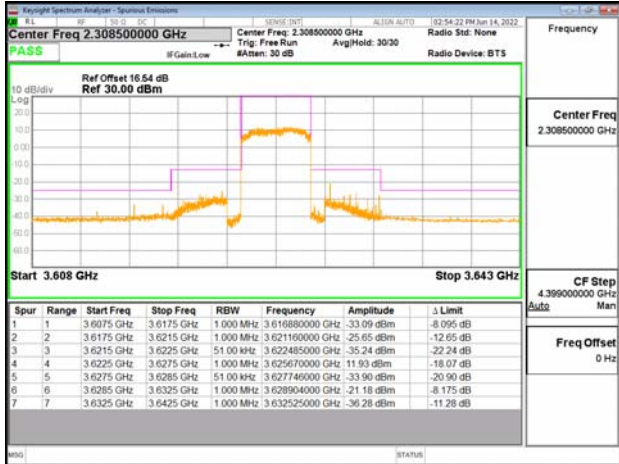 Keysight Spectrum Analyzer - Spurious Emissions
RL RF 50 Ω DC SENSE:INT ALIGN AUTO 02:54:22 PM Jun 14, 2022
Center Freq 2.308500000 GHz
PASS
IFGain:Low
Center Freq: 2.308500000 GHz
Trig: Free Run Avg|Hold: 30/30
#Atten: 30 dB
Radio Std: None
Radio Device: BTS
Ref Offset 16.54 dB
10 dB/div Ref 30.00 dBm
Log
20.0
10.0
0.00
-10.0
-20.0
-30.0
-40.0
-50.0
-60.0
Start 3.608 GHz Stop 3.643 GHz
Spur Range Start Freq Stop Freq RBW Frequency Amplitude Δ Limit
1 1 3.6075 GHz 3.6175 GHz 1.000 MHz 3.616880000 GHz -33.09 dBm -8.095 dB
2 2 3.6175 GHz 3.6215 GHz 1.000 MHz 3.621160000 GHz -25.65 dBm -12.65 dB
3 3 3.6215 GHz 3.6225 GHz 51.00 kHz 3.622485000 GHz -35.24 dBm -22.24 dB
4 4 3.6225 GHz 3.6275 GHz 1.000 MHz 3.625670000 GHz 11.93 dBm -18.07 dB
5 5 3.6275 GHz 3.6285 GHz 51.00 kHz 3.627746000 GHz -33.90 dBm -20.90 dB
6 6 3.6285 GHz 3.6325 GHz 1.000 MHz 3.628904000 GHz -21.18 dBm -8.175 dB
7 7 3.6325 GHz 3.6425 GHz 1.000 MHz 3.632525000 GHz -36.28 dBm -11.28 dB
MSG STATUS
Frequency
Center Freq
2.308500000 GHz
CF Step
4.399000000 GHz
Auto Man
Freq Offset
0 Hz